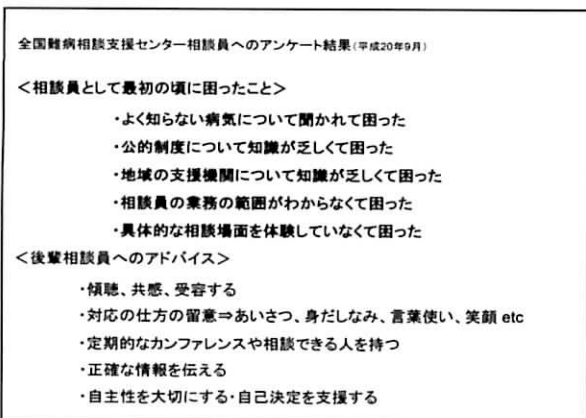 全国難病相談支援センター相談員へのアンケート結果(平成20年9月)
＜相談員として最初の頃に困ったこと＞
・よく知らない病気について聞かれて困った
・公的制度について知識が乏しくて困った
・地域の支援機関について知識が乏しくて困った
・相談員の業務の範囲がわからなくて困った
・具体的な相談場面を体験していなくて困った
＜後輩相談員へのアドバイス＞
・傾聴、共感、受容する
・対応の仕方の留意⇒あいさつ、身だしなみ、言葉使い、笑顔 etc
・定期的なカンファレンスや相談できる人を持つ
・正確な情報を伝える
・自主性を大切にする・自己決定を支援する